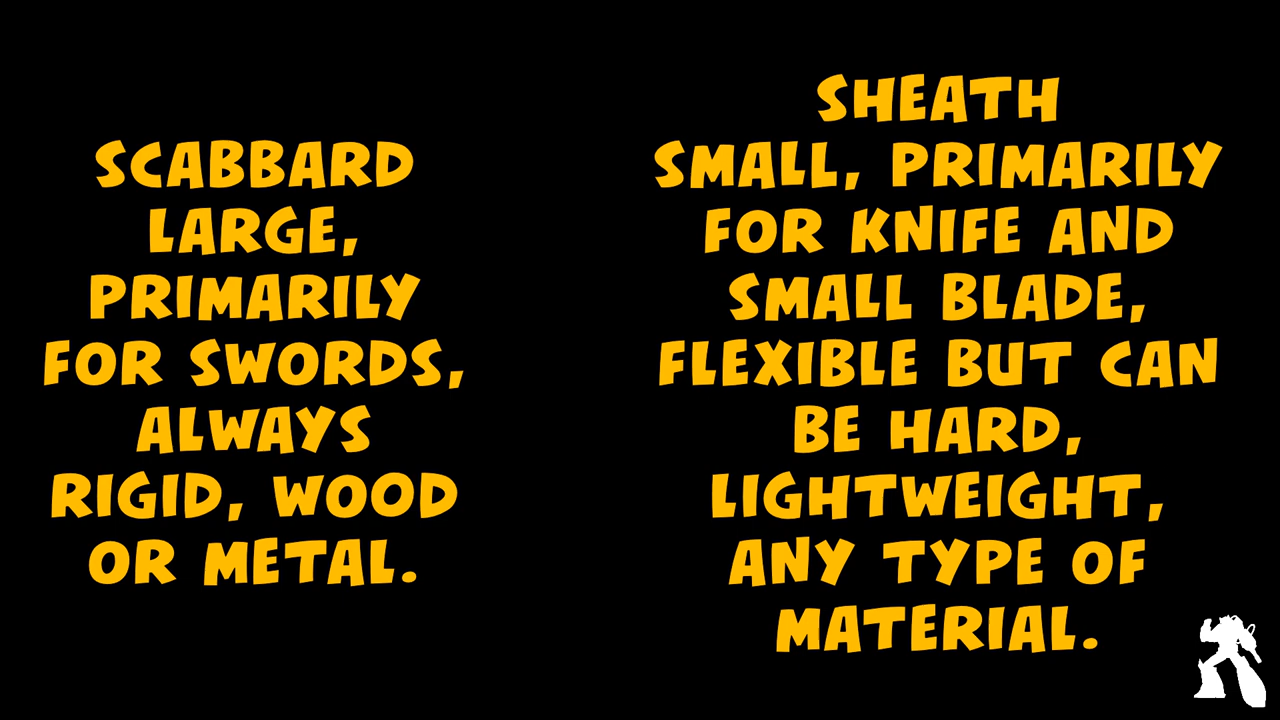 SCABBARD
LARGE,
PRIMARILY
FOR SWORDS,
ALWAYS
RIGID, WOOD
OR METAL.
SHEATH
SMALL, PRIMARILY
FOR KNIFE AND
SMALL BLADE,
FLEXIBLE BUT CAN
BE HARD,
LIGHTWEIGHT,
ANY TYPE OF
MATERIAL.